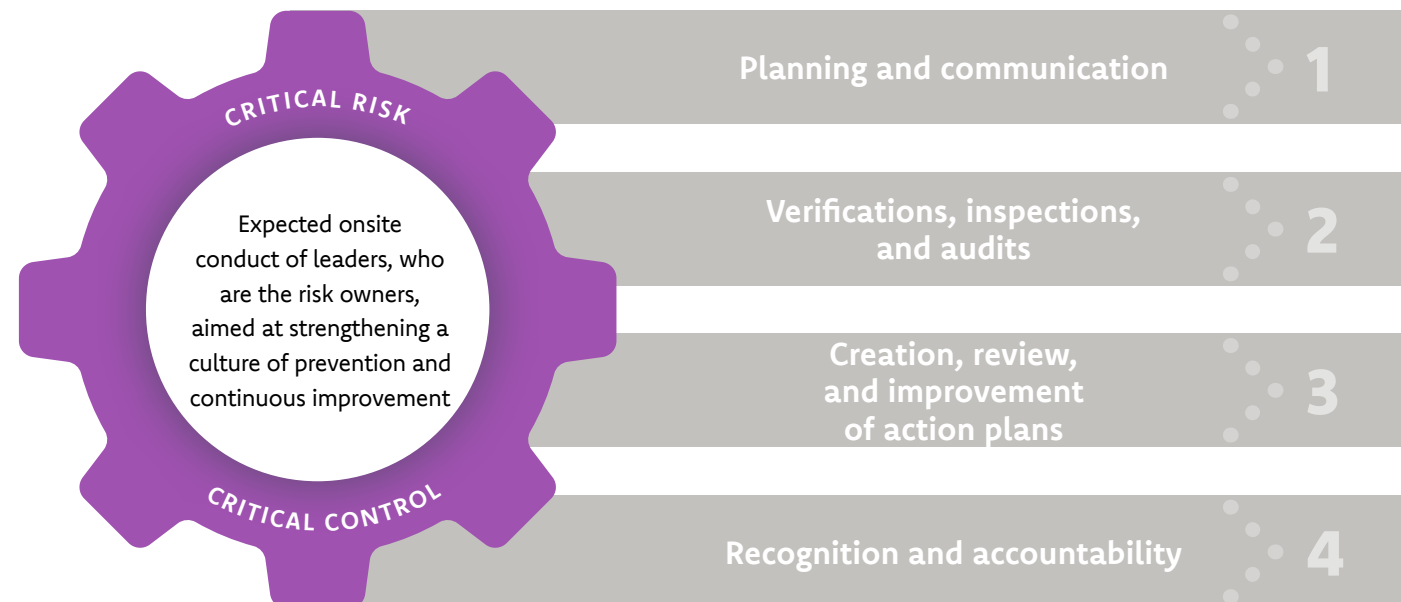 CRITICAL RISK
Expected onsite
conduct of leaders, who
are the risk owners,
aimed at strengthening a
culture of prevention and
continuous improvement
CRITICAL CONTROL
Planning and communication
1
Verifications, inspections,
and audits
2
Creation, review,
and improvement
of action plans
3
Recognition and accountability
4